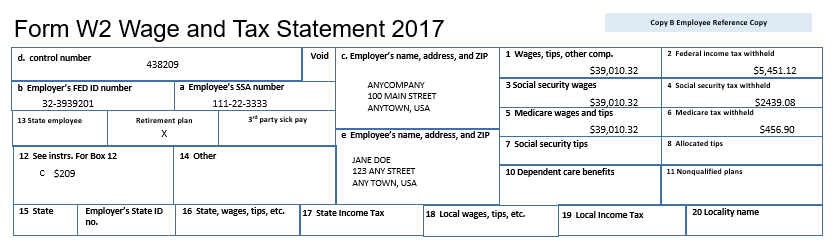 Form W2 Wage and Tax Statement 2017
Copy B Employee Reference Copy
d. control number
438209
Void
b Employer's FED ID number
32-3939201
a Employee's SSA number
111-22-3333
13 State employee
Retirement plan
X
3rd party sick pay
12 See instrs. For Box 12
C $209
14 Other
c. Employer's name, address, and ZIP
ANYCOMPANY
100 MAIN STREET
ANYTOWN, USA
e Employee's name, address, and ZIP
JANE DOE
123 ANY STREET
ANY TOWN, USA
1 Wages, tips, other comp.
$39,010.32
2 Federal income tax withheld
$5,451.12
3 Social security wages
$39,010.32
4 Social security tax withheld
$2439.08
5 Medicare wages and tips
$39,010.32
6 Medicare tax withheld
$456.90
7 Social security tips
8 Allocated tips
10 Dependent care benefits
11 Nonqualified plans
15 State
Employer's State ID
no.
16 State, wages, tips, etc.
17 State Income Tax
18 Local wages, tips, etc.
19 Local Income Tax
20 Locality name